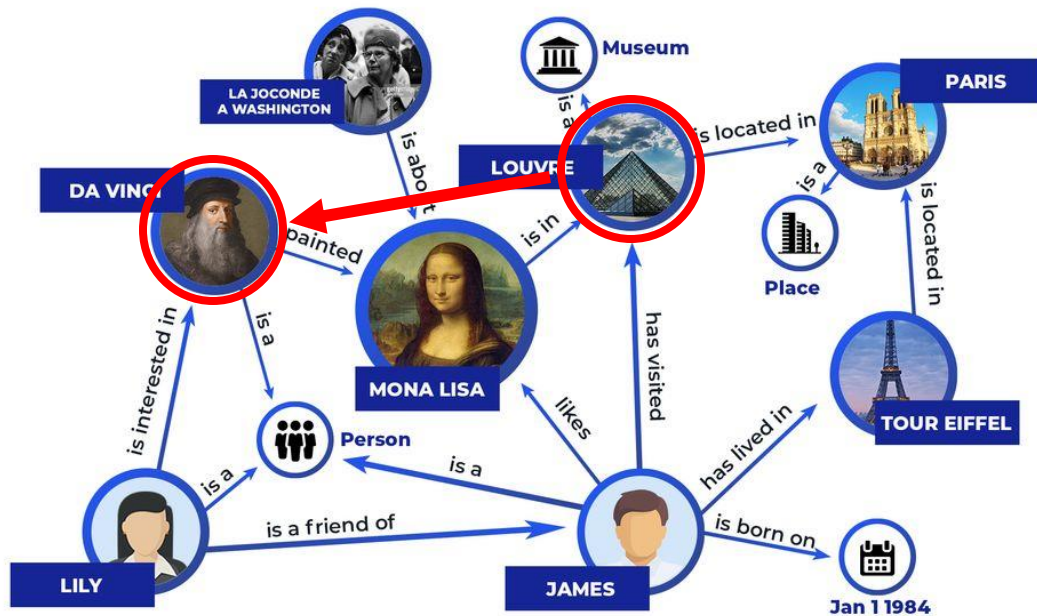 Museum
LA JOCONDE
A WASHINGTON
PARIS
is a
is located in
LOUVRE
is about
DA VINCI
is a
is located in
painted
is in
Place
is a
has visited
is interested in
MONA LISA
TOUR EIFFEL
likes
Person
has lived in
is a
is a
is a friend of
is born on
LILY
JAMES
Jan 1 1984